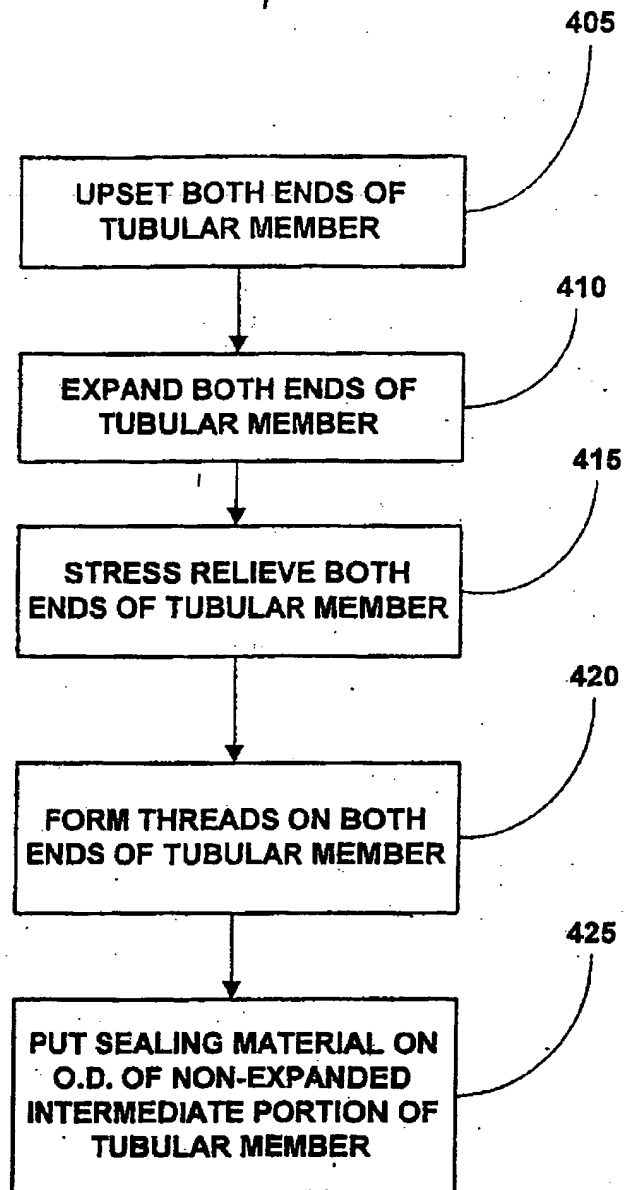 405
UPSET BOTH ENDS OF
TUBULAR MEMBER
410
EXPAND BOTH ENDS OF
TUBULAR MEMBER
415
STRESS RELIEVE BOTH
ENDS OF TUBULAR MEMBER
420
FORM THREADS ON BOTH
ENDS OF TUBULAR MEMBER
425
PUT SEALING MATERIAL ON
O.D. OF NON-EXPANDED
INTERMEDIATE PORTION OF
TUBULAR MEMBER